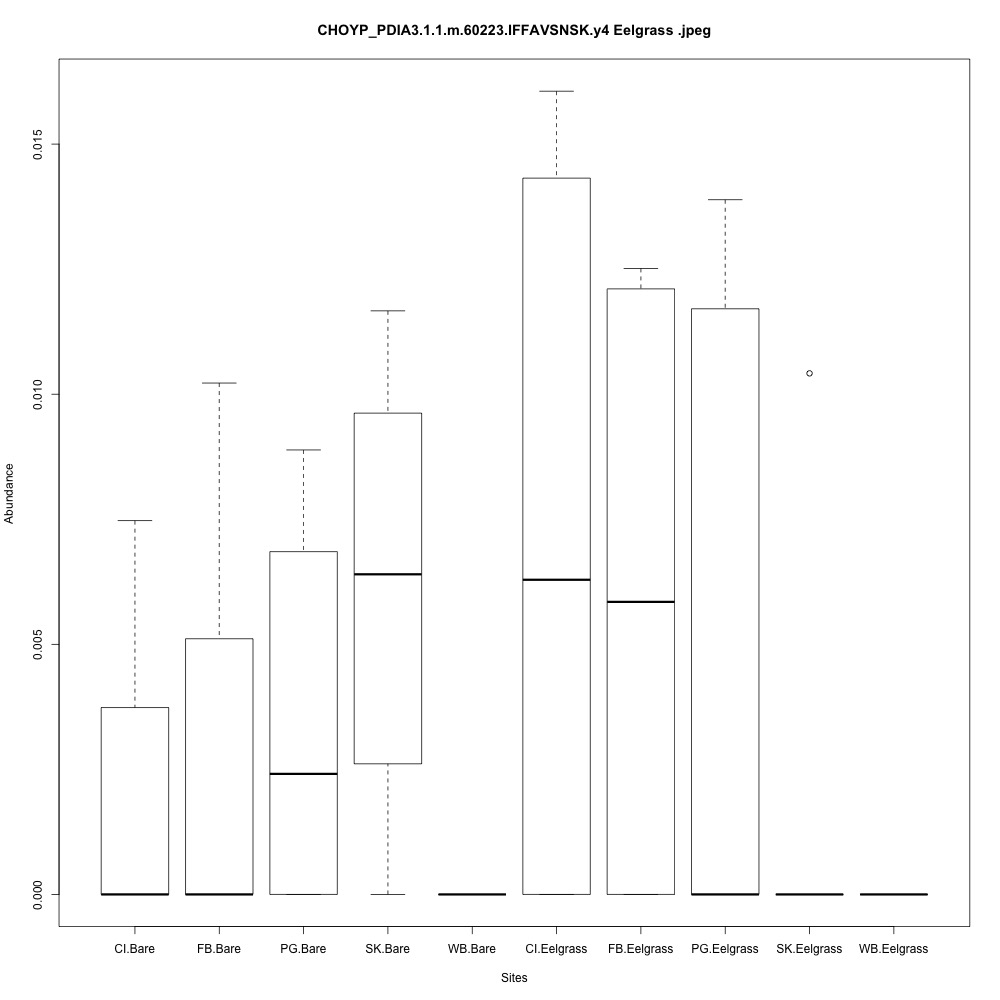 CHOYP_PDIA3.1.1.m.60223.IFFAVSNSK.y4 Eelgrass .jpeg
0.015
0.010
0.005
0.000
Abundance
CI.Bare FB.Bare PG.Bare SK.Bare WB.Bare CI.Eelgrass FB.Eelgrass PG.Eelgrass SK.Eelgrass WB.Eelgrass
Sites